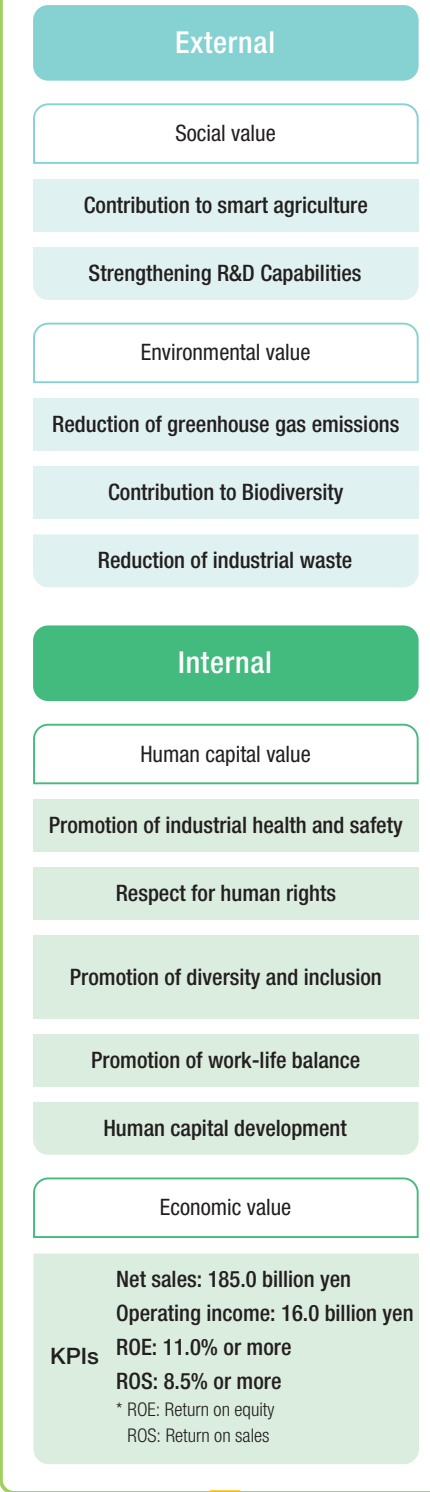 External
Social value
Contribution to smart agriculture
Strengthening R&D Capabilities
Environmental value
Reduction of greenhouse gas emissions
Contribution to Biodiversity
Reduction of industrial waste
Internal
Human capital value
Promotion of industrial health and safety
Respect for human rights
Promotion of diversity and inclusion
Promotion of work-life balance
Human capital development
Economic value
KPIs
Net sales: 185.0 billion yen
Operating income: 16.0 billion yen
ROE: 11.0% or more
ROS: 8.5% or more
* ROE: Return on equity
ROS: Return on sales